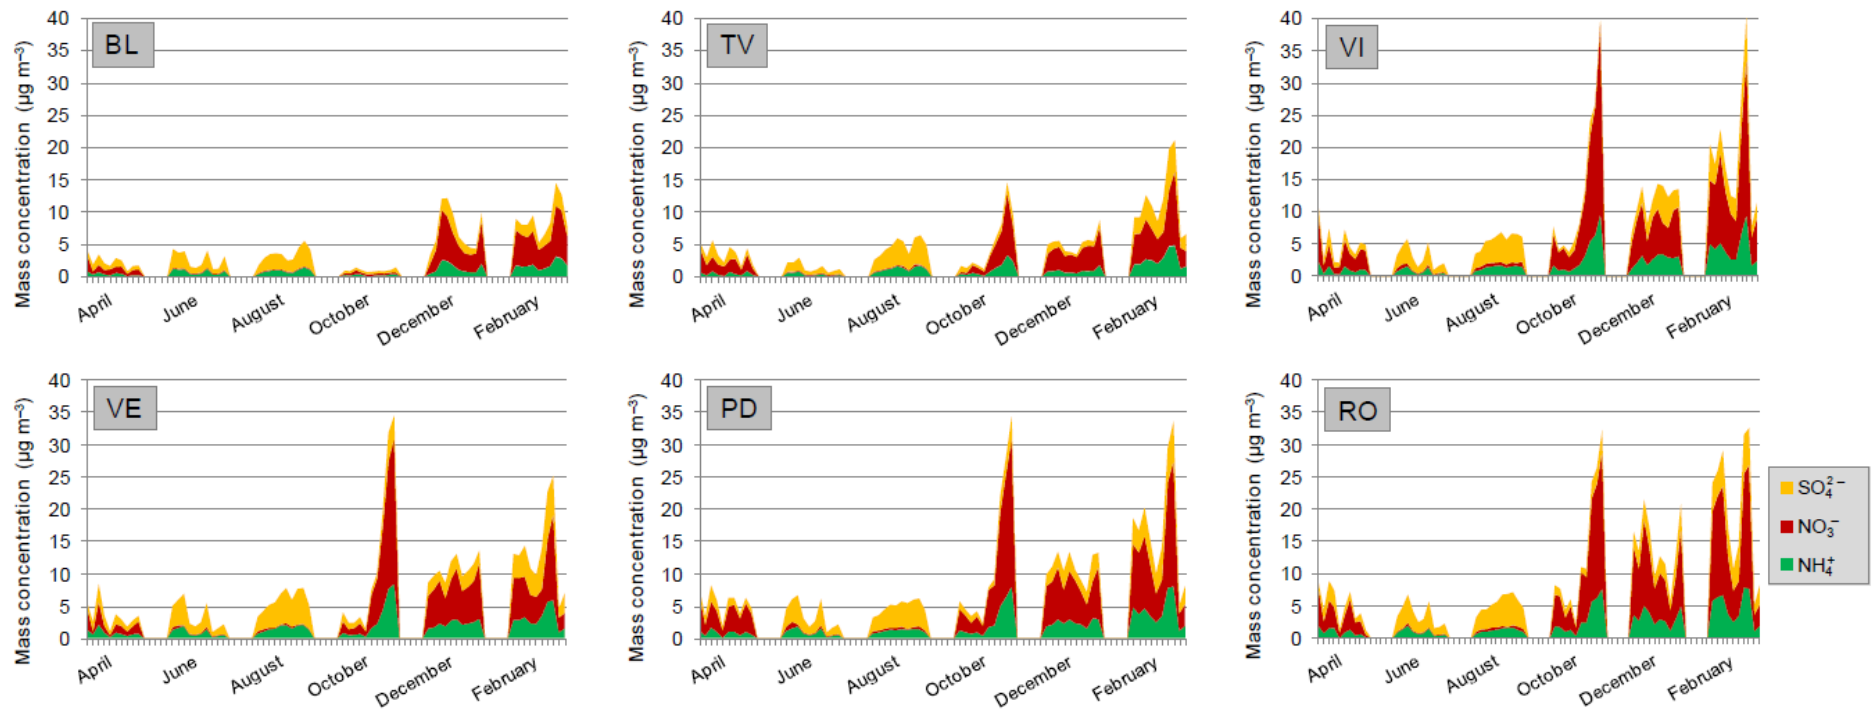 BL
Mass concentration (µg m⁻³)
40
35
30
25
20
15
10
5
0
April
June
August
October
December
February
TV
Mass concentration (µg m⁻³)
40
35
30
25
20
15
10
5
0
April
June
August
October
December
February
VI
Mass concentration (µg m⁻³)
40
35
30
25
20
15
10
5
0
April
June
August
October
December
February
VE
Mass concentration (µg m⁻³)
40
35
30
25
20
15
10
5
0
April
June
August
October
December
February
PD
Mass concentration (µg m⁻³)
40
35
30
25
20
15
10
5
0
April
June
August
October
December
February
RO
Mass concentration (µg m⁻³)
40
35
30
25
20
15
10
5
0
April
June
August
October
December
February
SO₄²⁻
NO₃⁻
NH₄⁺